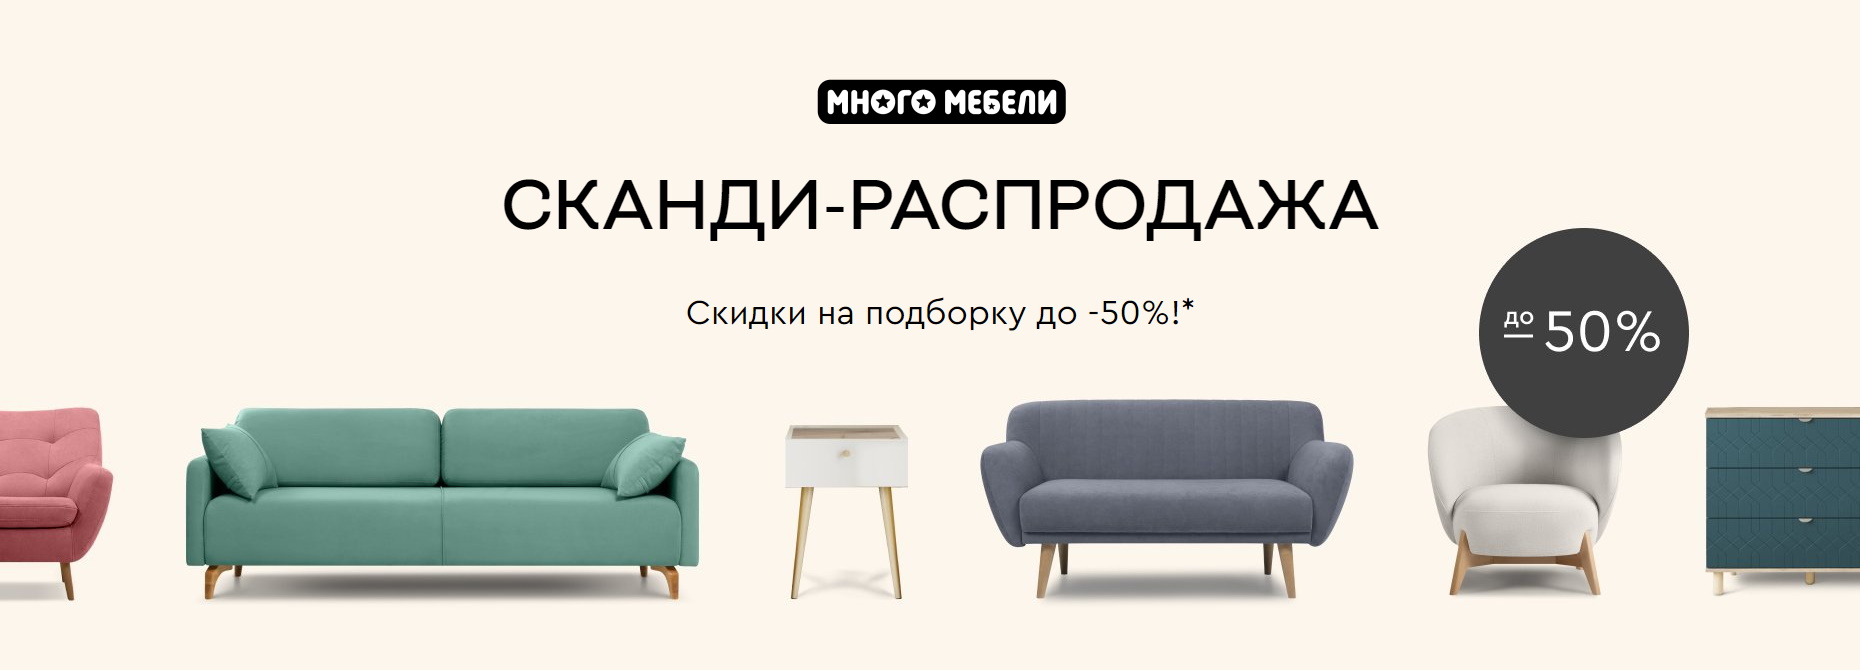 МНОГО МЕБЕЛИ
СКАНДИ-РАСПРОДАЖА
Скидки на подборку до -50%!*
до 50%